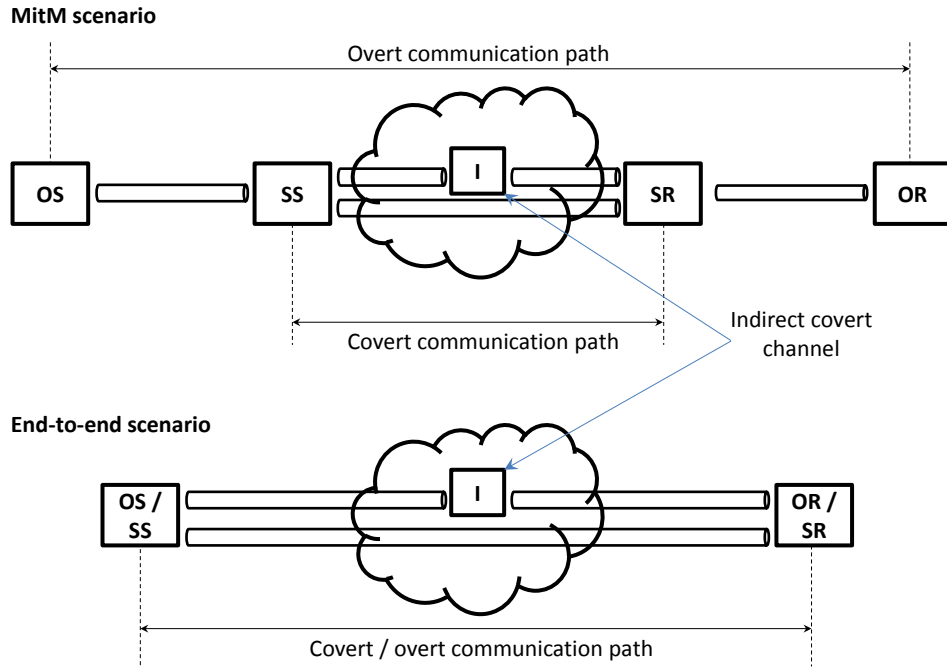 MitM scenario
Overt communication path
OS
SS
I
SR
OR
Covert communication path
Indirect covert
channel
End-to-end scenario
OS /
SS
I
OR /
SR
Covert / overt communication path